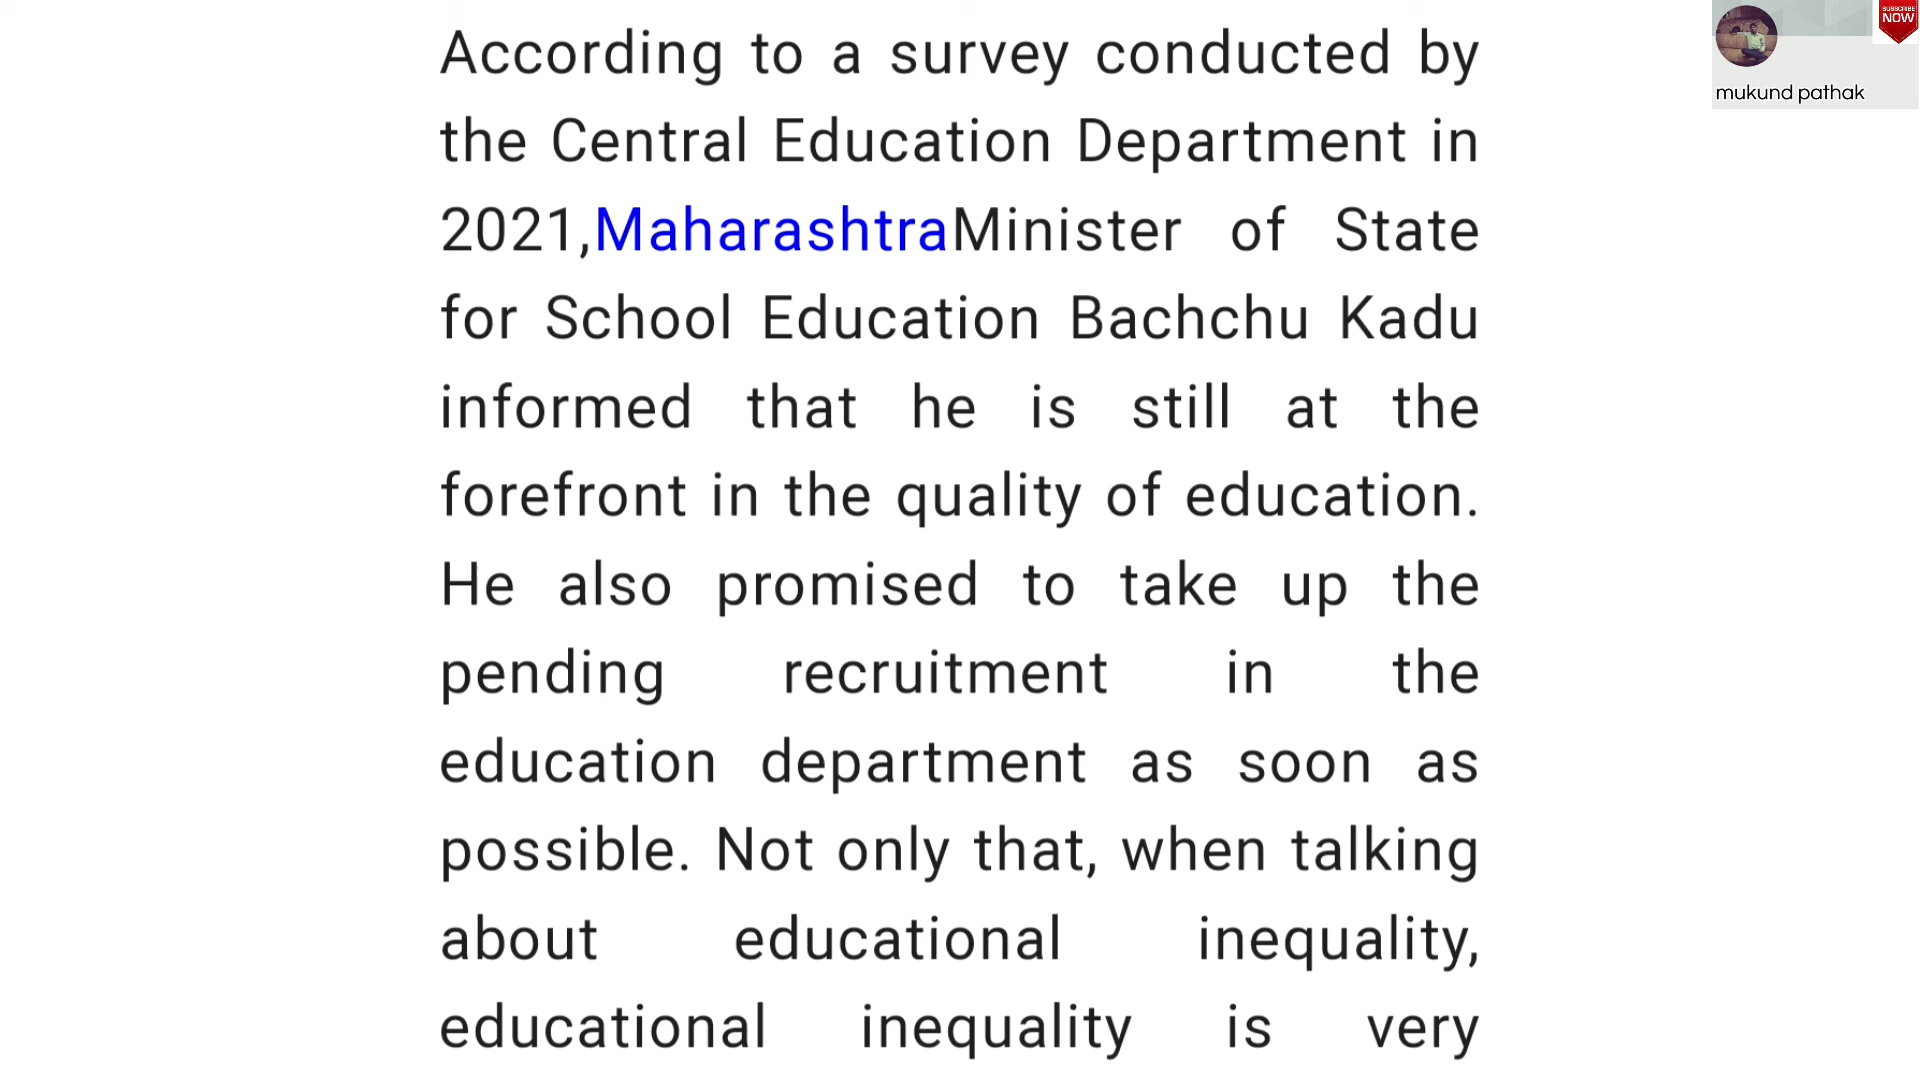 According to a survey conducted by
the Central Education Department in
2021,MaharashtraMinister of State
for School Education Bachchu Kadu
informed that he is still at the
forefront in the quality of education.
He also promised to take up the
pending recruitment in the
education department as soon as
possible. Not only that, when talking
about educational inequality,
educational inequality is very
SUBSCRIBE
NOW
mukund pathak